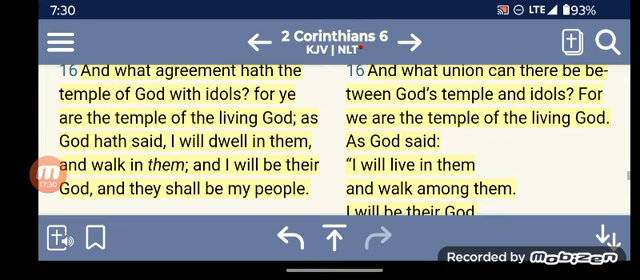 7:30
LTE 93%
2 Corinthians 6
KJV | NLT
16 And what agreement hath the
temple of God with idols? for ye
are the temple of the living God; as
God hath said, I will dwell in them,
and walk in them; and I will be their
God, and they shall be my people.
16 And what union can there be be-
tween God's temple and idols? For
we are the temple of the living God.
As God said:
“I will live in them
and walk among them.
I will be their God
17:30
Recorded by Mobizen